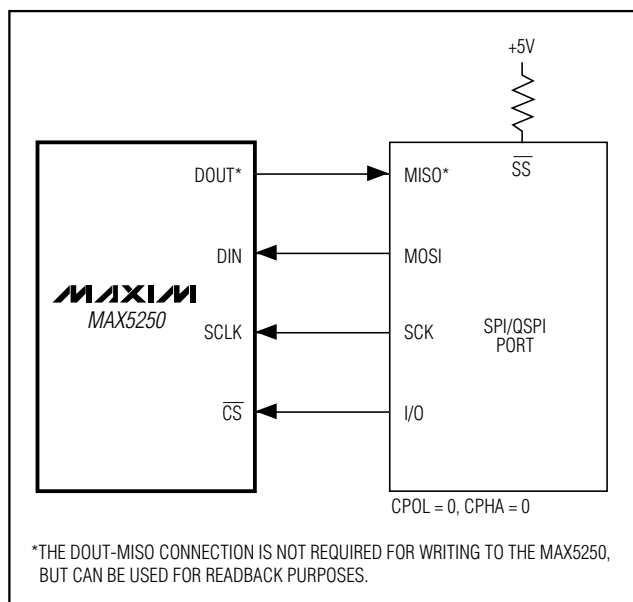 +5V
SS
DOUT*
MISO*
DIN
MOSI
MAXIM
MAX5250
SCLK
SCK
SPI/QSPI
PORT
CS
I/O
CPOL = 0, CPHA = 0
*THE DOUT-MISO CONNECTION IS NOT REQUIRED FOR WRITING TO THE MAX5250,
BUT CAN BE USED FOR READBACK PURPOSES.